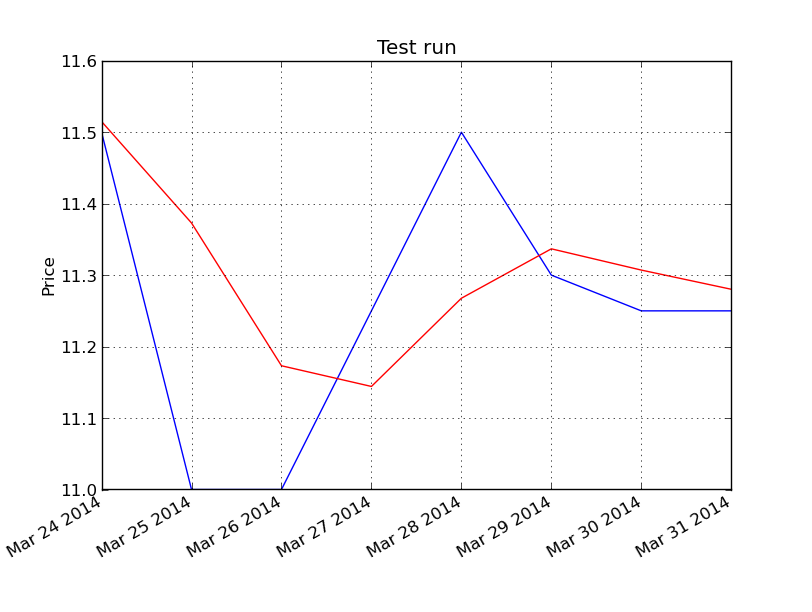 Test run
Price
11.6
11.5
11.4
11.3
11.2
11.1
11.0
Mar 24 2014
Mar 25 2014
Mar 26 2014
Mar 27 2014
Mar 28 2014
Mar 29 2014
Mar 30 2014
Mar 31 2014